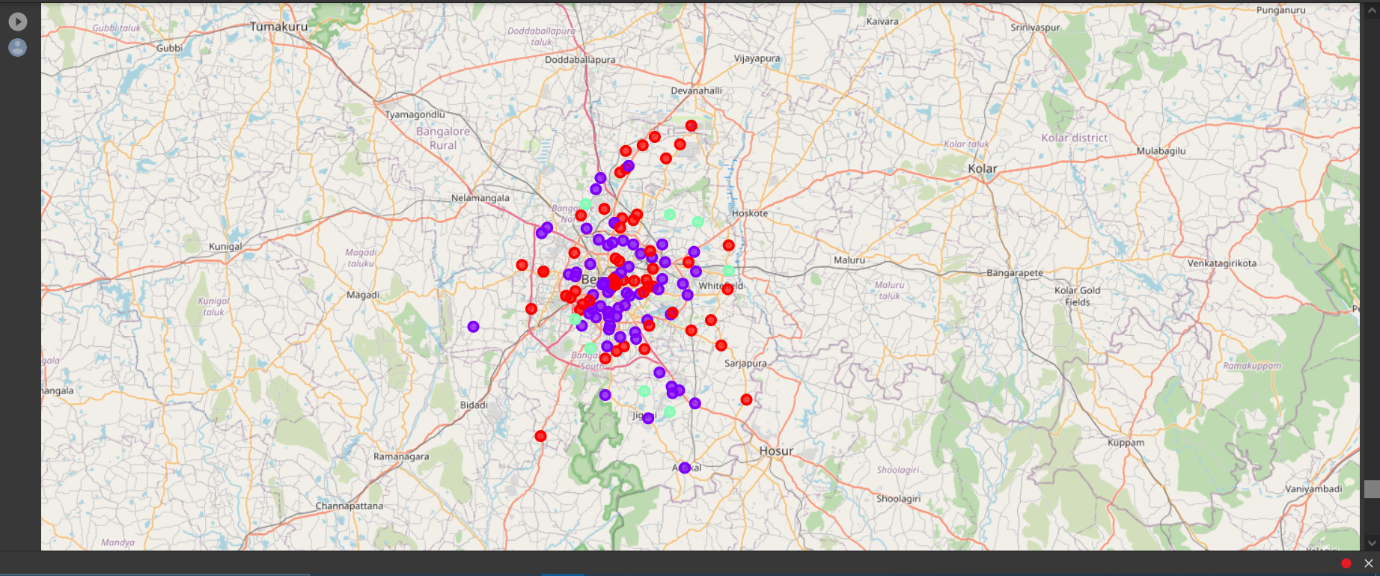 Gubbi taluk
Tumakuru
Gubbi
Doddaballapura
taluk
Doddaballapura
Vijayapura
Kaivara
Srinivaspur
Punganuru
Devanahalli
Tyamagondlu
Bangalore
Rural
Kolar taluk
Kolar district
Mulabagilu
Kolar
Nelamangala
Hoskote
Kunigal
Magadi
taluku
Maluru
Bangarapete
Venkatagirikota
Kunigal
taluk
Magadi
Maluru
taluk
Kolar Gold
Fields
Sarjapura
South
Ramakuppam
Bidadi
Hosur
Kuppam
Ramanagara
Shoolagiri
Shoolagiri
Vaniyambadi
Channapattana
Mandya